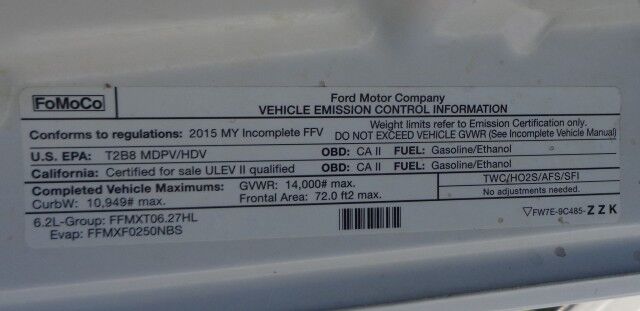 FoMoCo
Ford Motor Company
VEHICLE EMISSION CONTROL INFORMATION
Conforms to regulations: 2015 MY Incomplete FFV
Weight limits refer to Emission Certification only.
DO NOT EXCEED VEHICLE GVWR (See Incomplete Vehicle Manual)
U.S. EPA: T2B8 MDPV/HDV OBD: CA II FUEL: Gasoline/Ethanol
California: Certified for sale ULEV II qualified OBD: CA II FUEL: Gasoline/Ethanol
Completed Vehicle Maximums: GVWR: 14,000# max.
CurbW: 10,949# max. Frontal Area: 72.0 ft2 max.
TWC/HO2S/AFS/SFI
No adjustments needed.
6.2L-Group: FFMXT06.27HL
Evap: FFMXF0250NBS
▽FW7E-9C485-ZZK